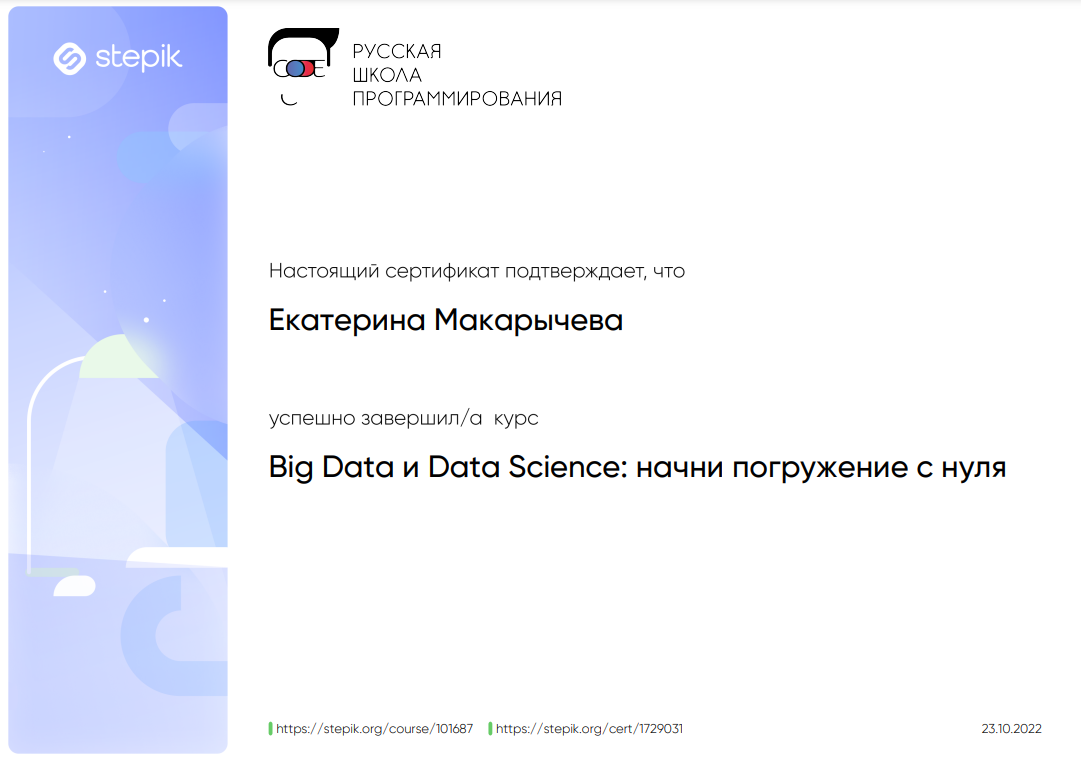 stepik
CODE
РУССКАЯ
ШКОЛА
ПРОГРАММИРОВАНИЯ
Настоящий сертификат подтверждает, что
Екатерина Макарычева
успешно завершил/а курс
Big Data и Data Science: начни погружение с нуля
https://stepik.org/course/101687 https://stepik.org/cert/1729031 23.10.2022